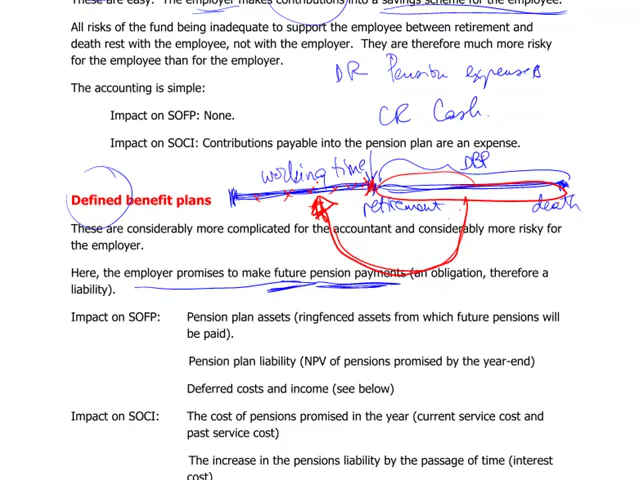 These are easy. The employer makes contributions into a savings scheme for the employee.
All risks of the fund being inadequate to support the employee between retirement and
death rest with the employee, not with the employer. They are therefore much more risky
for the employee than for the employer.
DR Pension expenses
The accounting is simple:
CR Cash.
Impact on SOFP: None.
Impact on SOCI: Contributions payable into the pension plan are an expense.
working time DBP
Defined benefit plans
retirement death
These are considerably more complicated for the accountant and considerably more risky for
the employer.
Here, the employer promises to make future pension payments (an obligation, therefore a
liability).
Impact on SOFP: Pension plan assets (ringfenced assets from which future pensions will
be paid).
Pension plan liability (NPV of pensions promised by the year-end)
Deferred costs and income (see below)
Impact on SOCI: The cost of pensions promised in the year (current service cost and
past service cost)
The increase in the pensions liability by the passage of time (interest
cost)